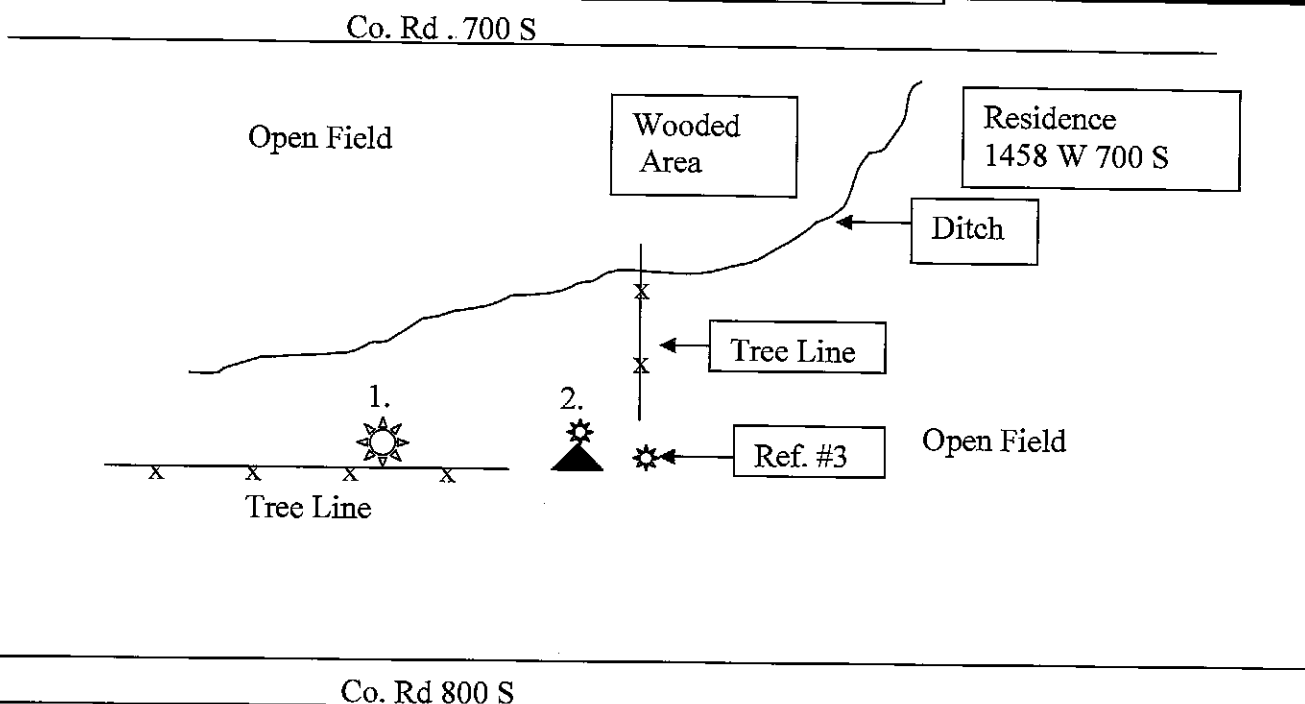 Co. Rd . 700 S
Open Field
Wooded
Area
Residence
1458 W 700 S
Ditch
x
x
Tree Line
1.
2.
Ref. #3
Open Field
x x x x
Tree Line
Co. Rd 800 S